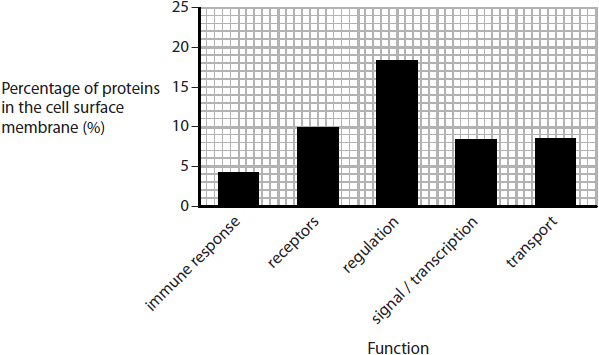 25
20
15
10
5
0
Percentage of proteins
in the cell surface
membrane (%)
immune response
receptors
regulation
signal / transcription
transport
Function